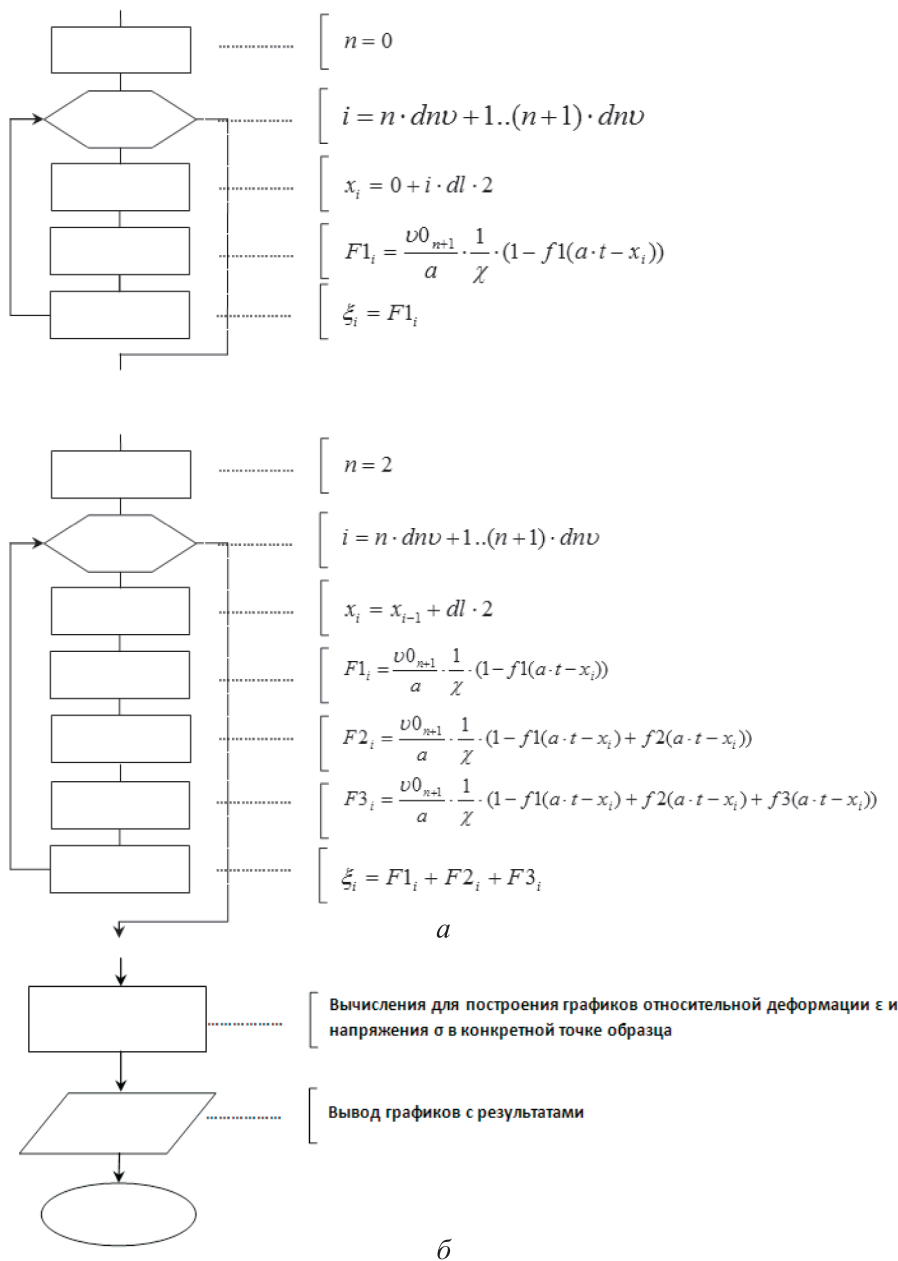 n = 0
i = n · dnυ + 1..(n + 1) · dnυ
x_i = 0 + i · dl · 2
F1_i = υ0_{n+1}/a · 1/χ · (1 − f1(a · t − x_i))
ξ_i = F1_i
n = 2
i = n · dnυ + 1..(n + 1) · dnυ
x_i = x_{i−1} + dl · 2
F1_i = υ0_{n+1}/a · 1/χ · (1 − f1(a · t − x_i))
F2_i = υ0_{n+1}/a · 1/χ · (1 − f1(a · t − x_i) + f2(a · t − x_i))
F3_i = υ0_{n+1}/a · 1/χ · (1 − f1(a · t − x_i) + f2(a · t − x_i) + f3(a · t − x_i))
ξ_i = F1_i + F2_i + F3_i
а
Вычисления для построения графиков относительной деформации ε и
напряжения σ в конкретной точке образца
Вывод графиков с результатами
б